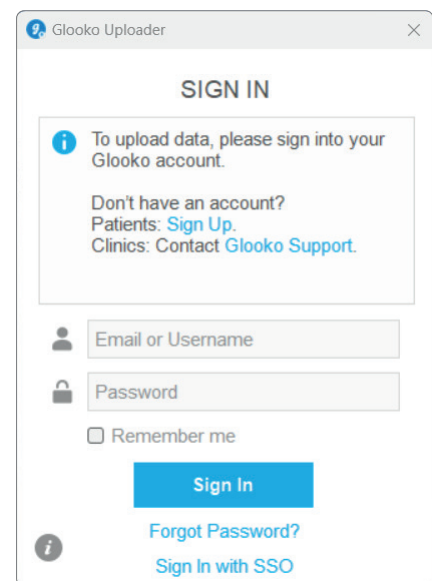 Glooko Uploader
SIGN IN
To upload data, please sign into your
Glooko account.
Don't have an account?
Patients: Sign Up.
Clinics: Contact Glooko Support.
Email or Username
Password
Remember me
Sign In
Forgot Password?
Sign In with SSO